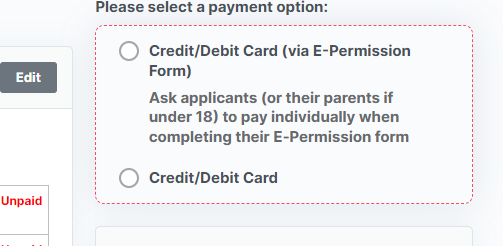 Please select a payment option:
Credit/Debit Card (via E-Permission
Form)
Edit
Ask applicants (or their parents if
under 18) to pay individually when
completing their E-Permission form
Credit/Debit Card
Unpaid